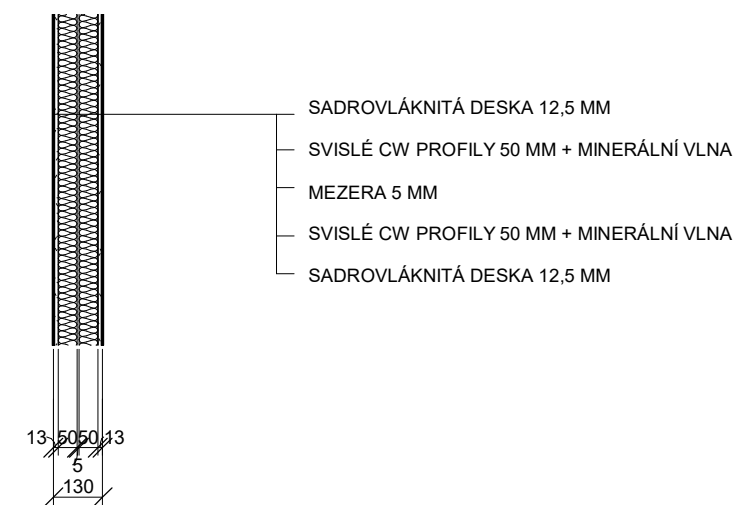 SADROVLÁKNITÁ DESKA 12,5 MM
SVISLÉ CW PROFILY 50 MM + MINERÁLNÍ VLNA
MEZERA 5 MM
SVISLÉ CW PROFILY 50 MM + MINERÁLNÍ VLNA
SADROVLÁKNITÁ DESKA 12,5 MM
13 50 50 13
5
130